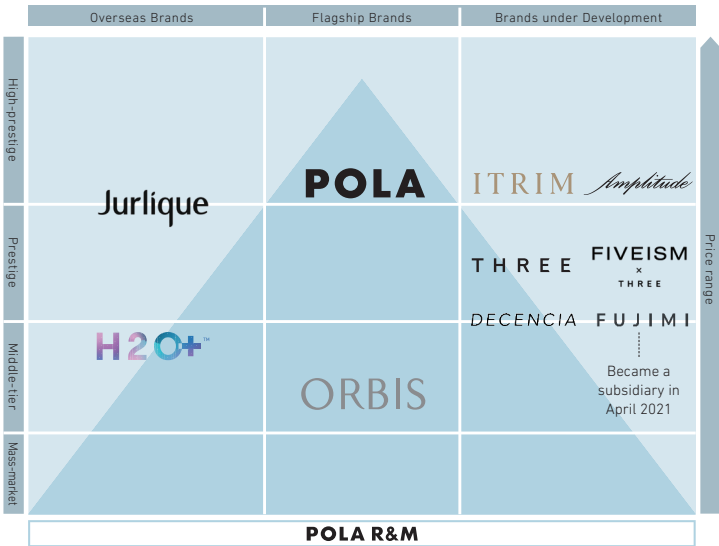 Overseas Brands
Flagship Brands
Brands under Development
High-prestige
Prestige
Middle-tier
Mass-market
Price range
Jurlique
H2O+™
POLA
ORBIS
ITRIM
Amplitude
THREE
FIVEISM
×
THREE
DECENCIA
FUJIMI
Became a
subsidiary in
April 2021
POLA R&M